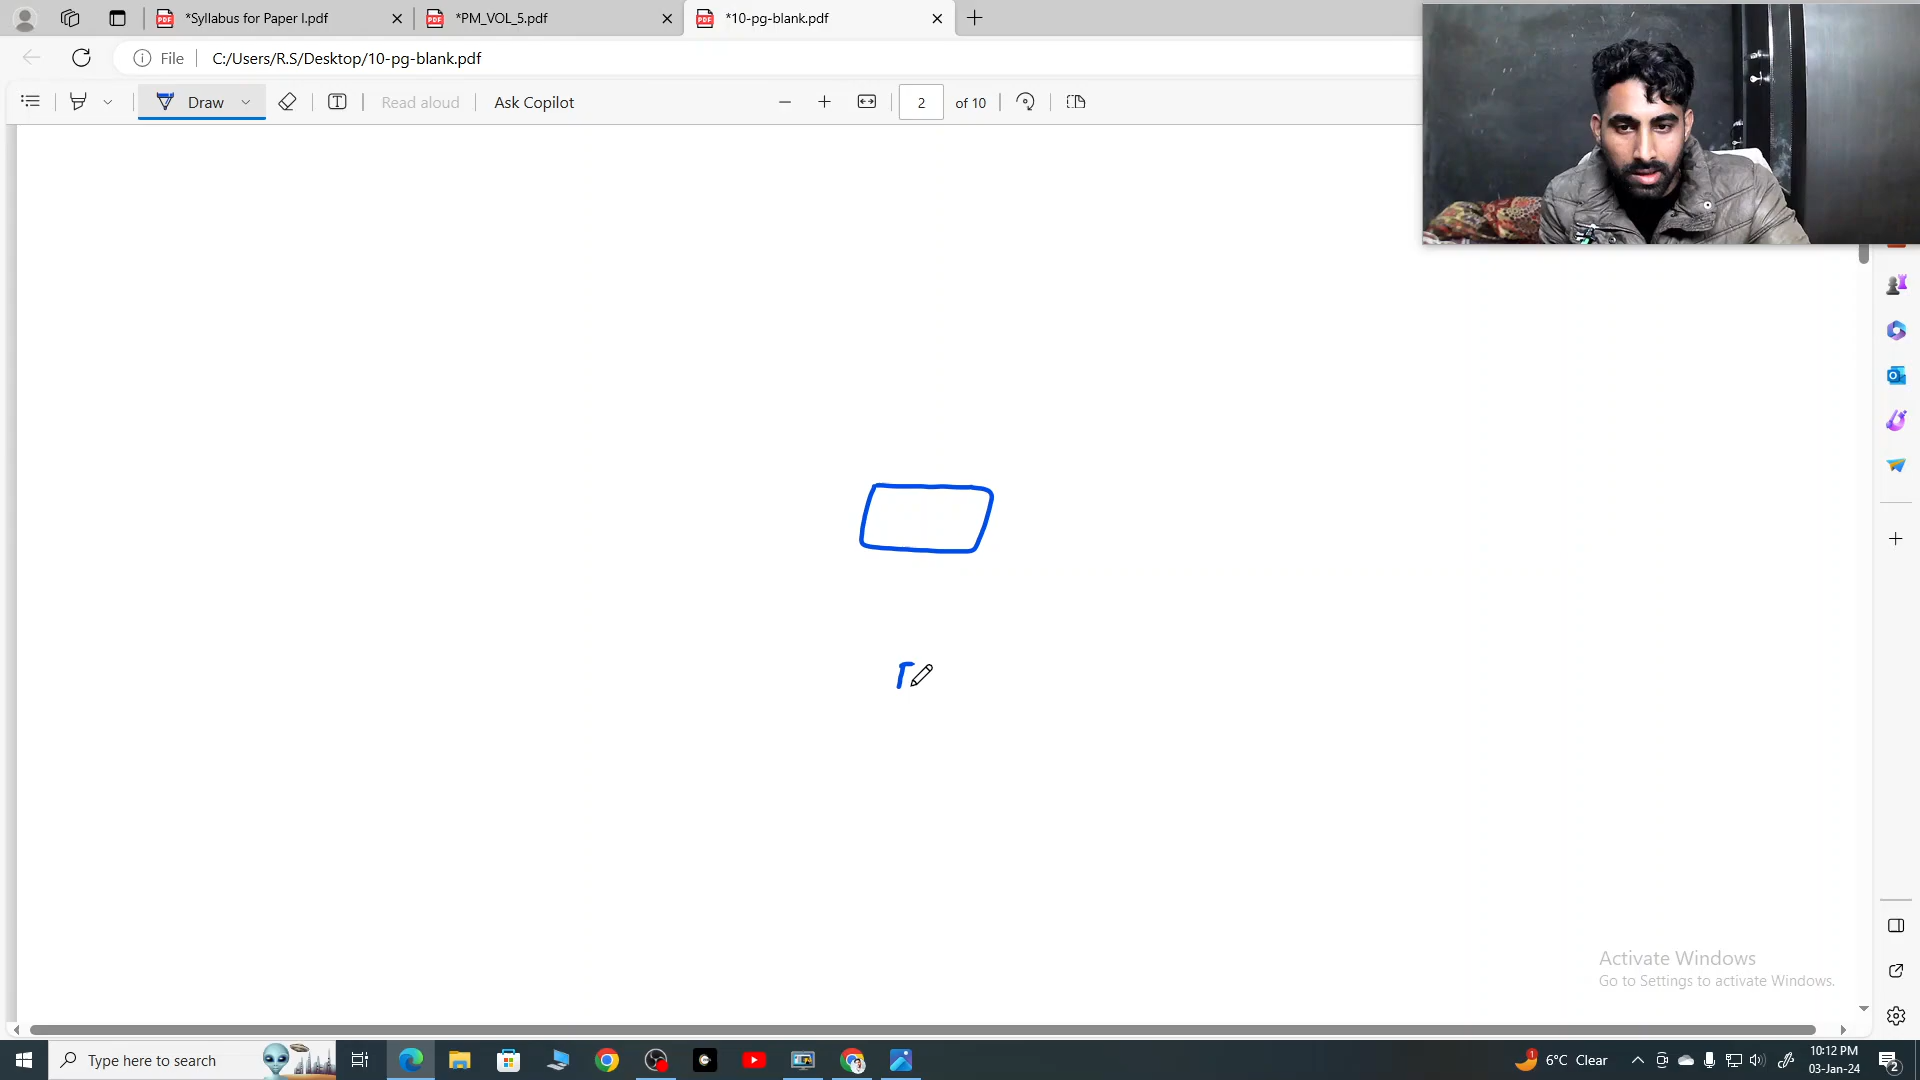 *Syllabus for Paper I.pdf
*PM_VOL_5.pdf
*10-pg-blank.pdf
File C:/Users/R.S/Desktop/10-pg-blank.pdf
Draw Read aloud Ask Copilot 2 of 10
Activate Windows
Go to Settings to activate Windows.
Type here to search
1
6°C Clear
10:12 PM
03-Jan-24
2